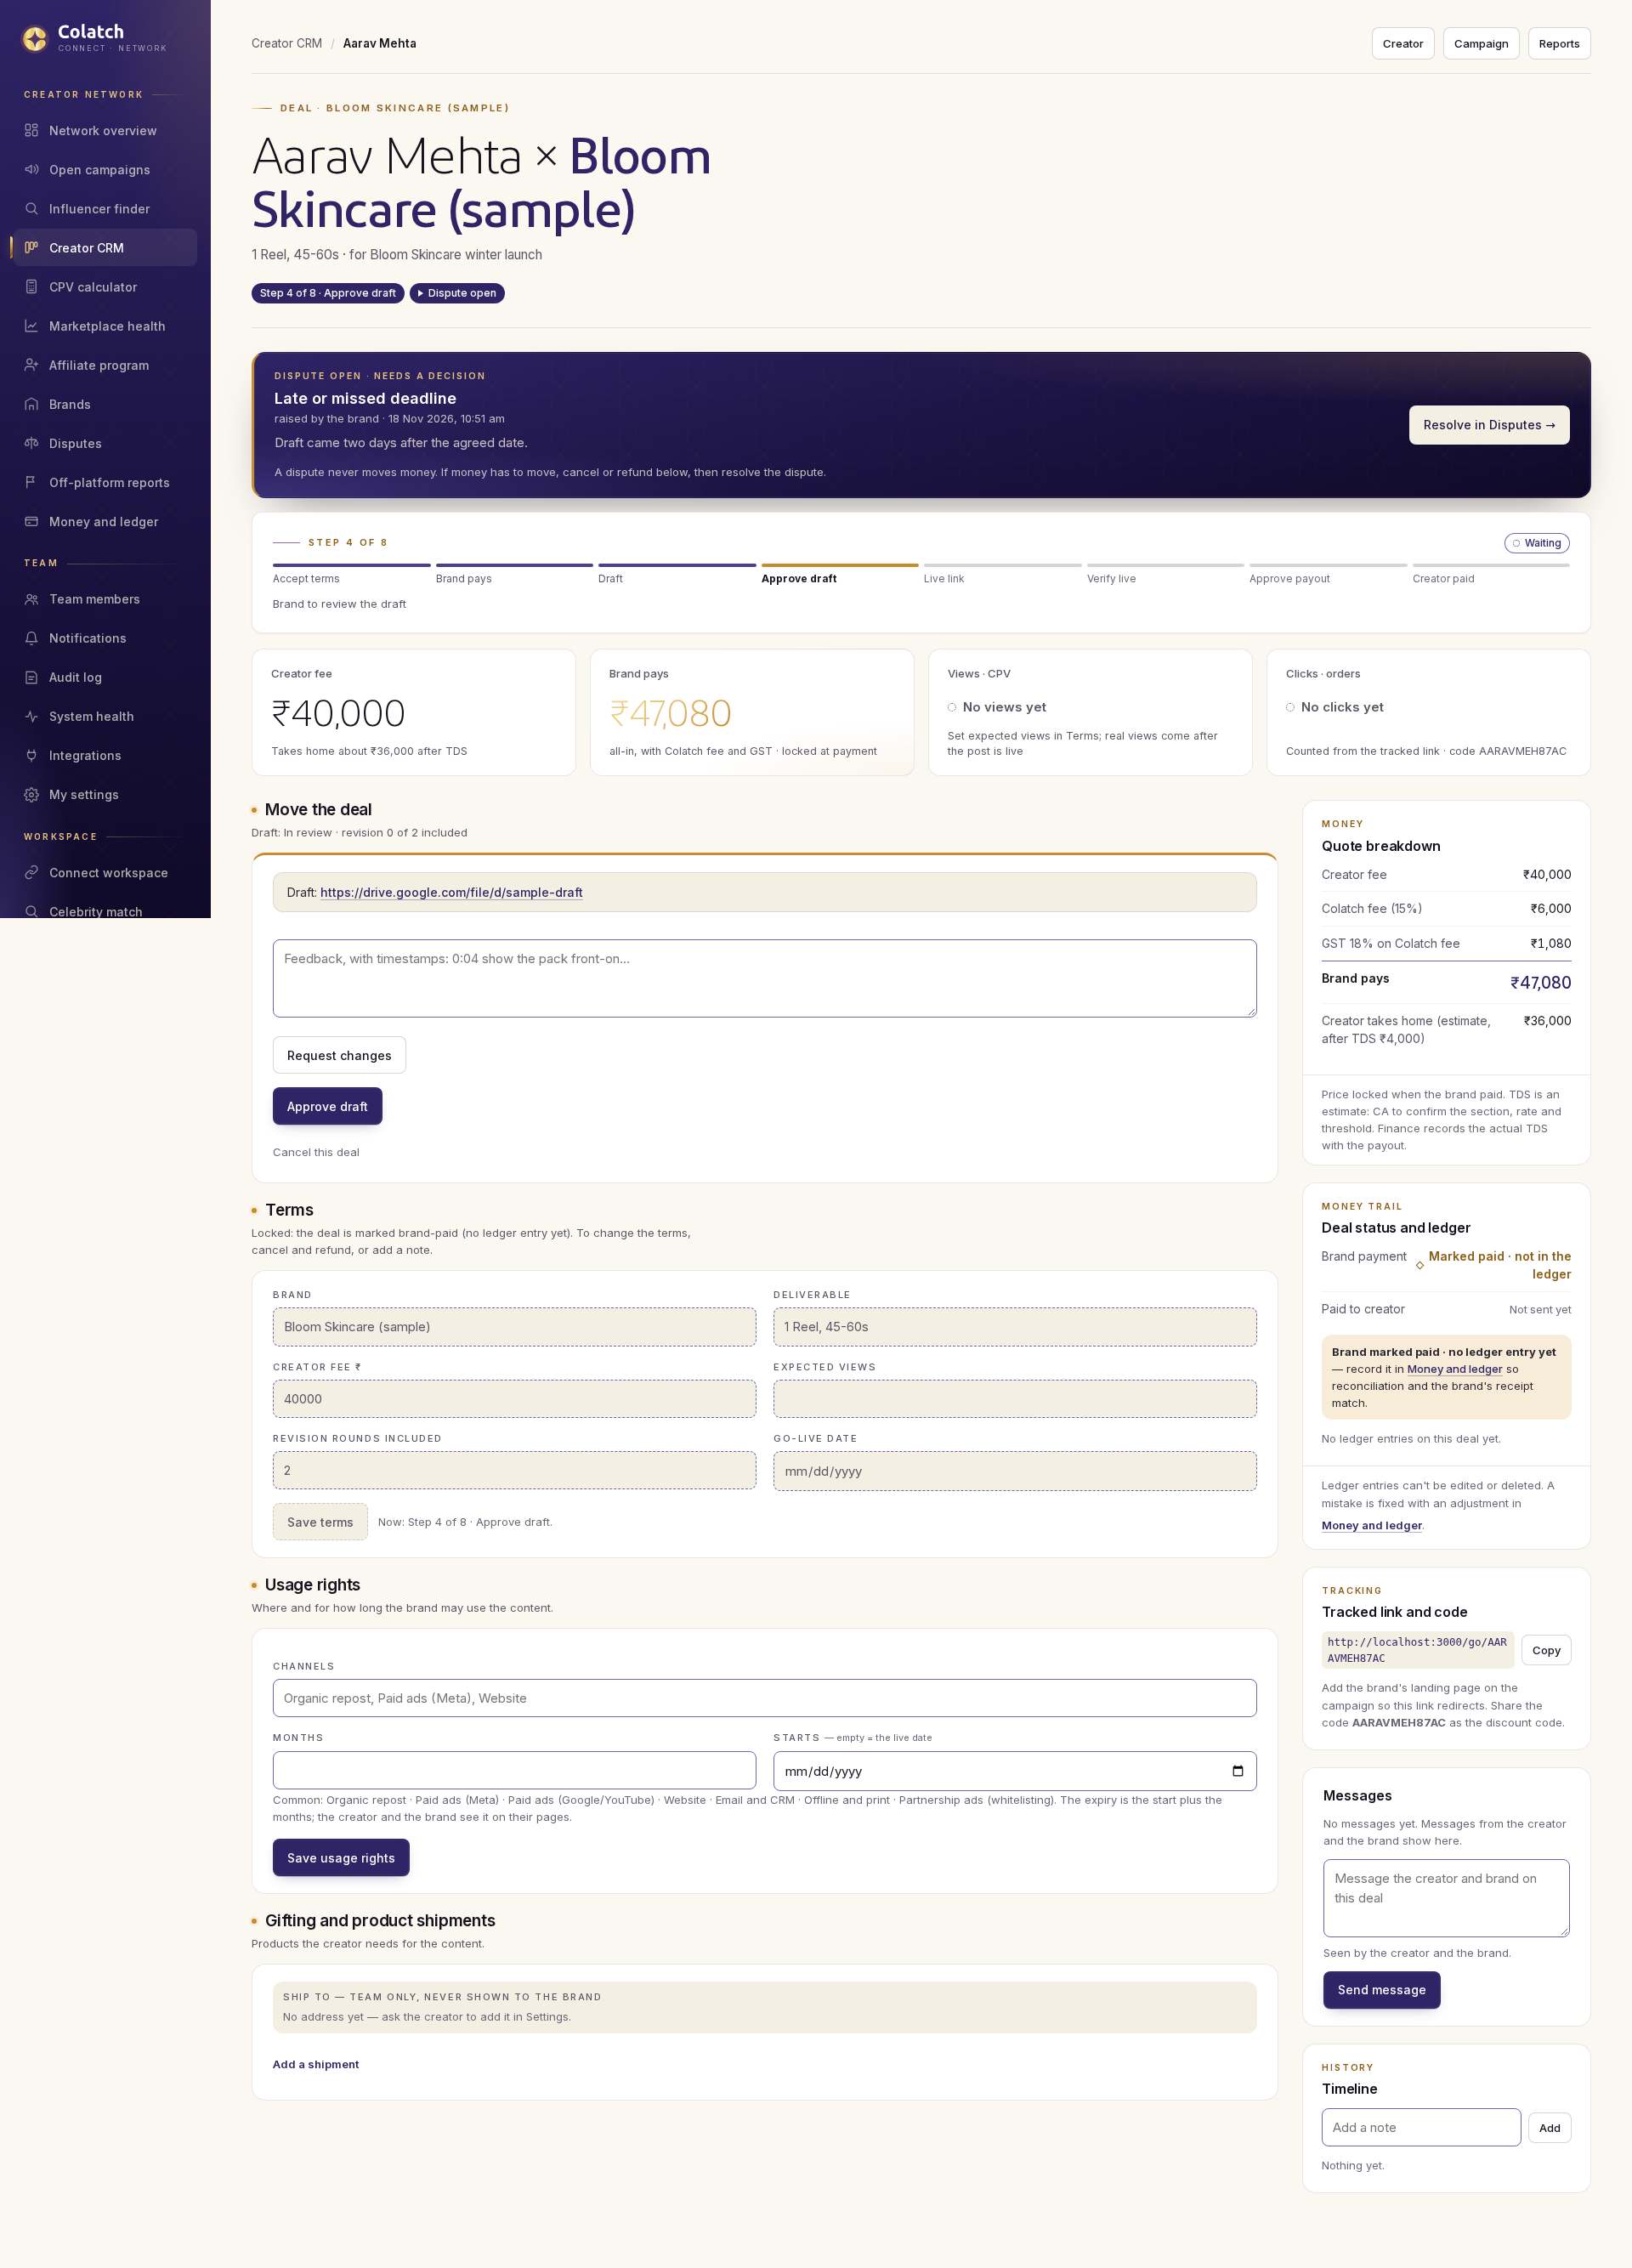 Colatch
CONNECT · NETWORK
CREATOR NETWORK
Network overview
Open campaigns
Influencer finder
Creator CRM
CPV calculator
Marketplace health
Affiliate program
Brands
Disputes
Off-platform reports
Money and ledger
TEAM
Team members
Notifications
Audit log
System health
Integrations
My settings
WORKSPACE
Connect workspace
Celebrity match
Creator CRM / Aarav Mehta
Creator
Campaign
Reports
DEAL · BLOOM SKINCARE (SAMPLE)
Aarav Mehta × Bloom
Skincare (sample)
1 Reel, 45-60s · for Bloom Skincare winter launch
Step 4 of 8 · Approve draft
Dispute open
DISPUTE OPEN · NEEDS A DECISION
Late or missed deadline
raised by the brand · 18 Nov 2026, 10:51 am
Draft came two days after the agreed date.
A dispute never moves money. If money has to move, cancel or refund below, then resolve the dispute.
Resolve in Disputes →
STEP 4 OF 8
Waiting
Accept terms
Brand pays
Draft
Approve draft
Live link
Verify live
Approve payout
Creator paid
Brand to review the draft
Creator fee
₹40,000
Takes home about ₹36,000 after TDS
Brand pays
₹47,080
all-in, with Colatch fee and GST · locked at payment
Views · CPV
No views yet
Set expected views in Terms; real views come after
the post is live
Clicks · orders
No clicks yet
Counted from the tracked link · code AARAVMEH87AC
Move the deal
Draft: In review · revision 0 of 2 included
Draft: https://drive.google.com/file/d/sample-draft
Feedback, with timestamps: 0:04 show the pack front-on...
Request changes
Approve draft
Cancel this deal
Terms
Locked: the deal is marked brand-paid (no ledger entry yet). To change the terms,
cancel and refund, or add a note.
BRAND
Bloom Skincare (sample)
DELIVERABLE
1 Reel, 45-60s
CREATOR FEE ₹
40000
EXPECTED VIEWS
REVISION ROUNDS INCLUDED
2
GO-LIVE DATE
mm/dd/yyyy
Save terms
Now: Step 4 of 8 · Approve draft.
Usage rights
Where and for how long the brand may use the content.
CHANNELS
Organic repost, Paid ads (Meta), Website
MONTHS
STARTS — empty = the live date
mm/dd/yyyy
Common: Organic repost · Paid ads (Meta) · Paid ads (Google/YouTube) · Website · Email and CRM · Offline and print · Partnership ads (whitelisting). The expiry is the start plus the
months; the creator and the brand see it on their pages.
Save usage rights
Gifting and product shipments
Products the creator needs for the content.
SHIP TO — TEAM ONLY, NEVER SHOWN TO THE BRAND
No address yet — ask the creator to add it in Settings.
Add a shipment
MONEY
Quote breakdown
Creator fee ₹40,000
Colatch fee (15%) ₹6,000
GST 18% on Colatch fee ₹1,080
Brand pays ₹47,080
Creator takes home (estimate, ₹36,000
after TDS ₹4,000)
Price locked when the brand paid. TDS is an
estimate: CA to confirm the section, rate and
threshold. Finance records the actual TDS
with the payout.
MONEY TRAIL
Deal status and ledger
Brand payment Marked paid · not in the
ledger
Paid to creator Not sent yet
Brand marked paid · no ledger entry yet
— record it in Money and ledger so
reconciliation and the brand's receipt
match.
No ledger entries on this deal yet.
Ledger entries can't be edited or deleted. A
mistake is fixed with an adjustment in
Money and ledger.
TRACKING
Tracked link and code
http://localhost:3000/go/AAR
AVMEH87AC
Copy
Add the brand's landing page on the
campaign so this link redirects. Share the
code AARAVMEH87AC as the discount code.
Messages
No messages yet. Messages from the creator
and the brand show here.
Message the creator and brand on
this deal
Seen by the creator and the brand.
Send message
HISTORY
Timeline
Add a note
Add
Nothing yet.